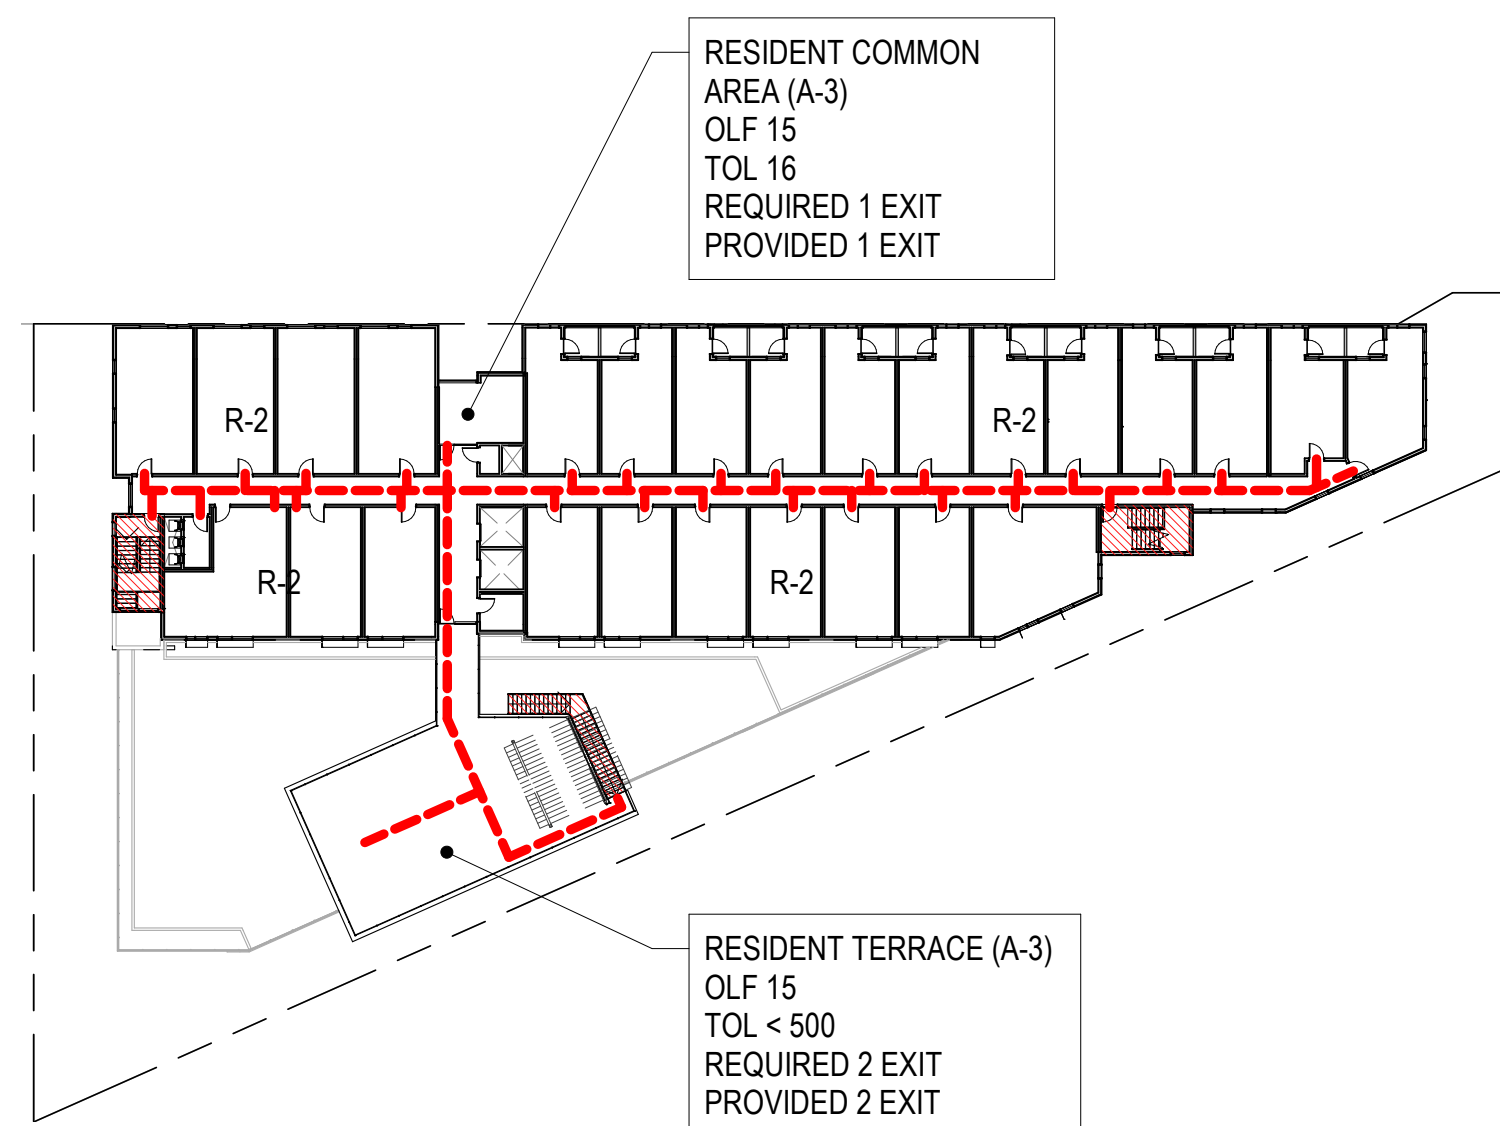 RESIDENT COMMON
AREA (A-3)
OLF 15
TOL 16
REQUIRED 1 EXIT
PROVIDED 1 EXIT
R-2
R-2
R-2
R-2
RESIDENT TERRACE (A-3)
OLF 15
TOL < 500
REQUIRED 2 EXIT
PROVIDED 2 EXIT